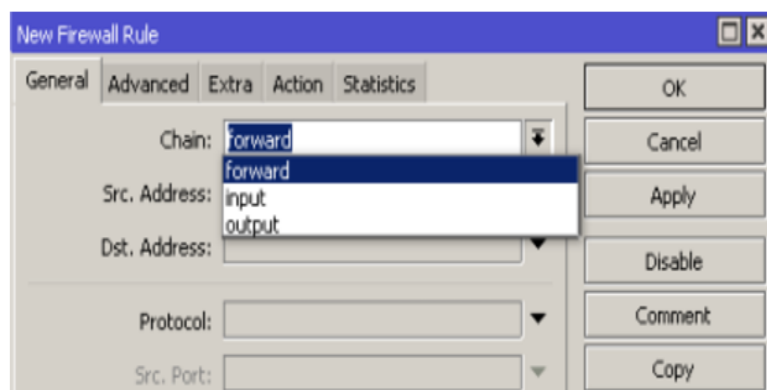 New Firewall Rule
General Advanced Extra Action Statistics
Chain: forward
forward
input
output
Src. Address:
Dst. Address:
Protocol:
Src. Port:
OK
Cancel
Apply
Disable
Comment
Copy